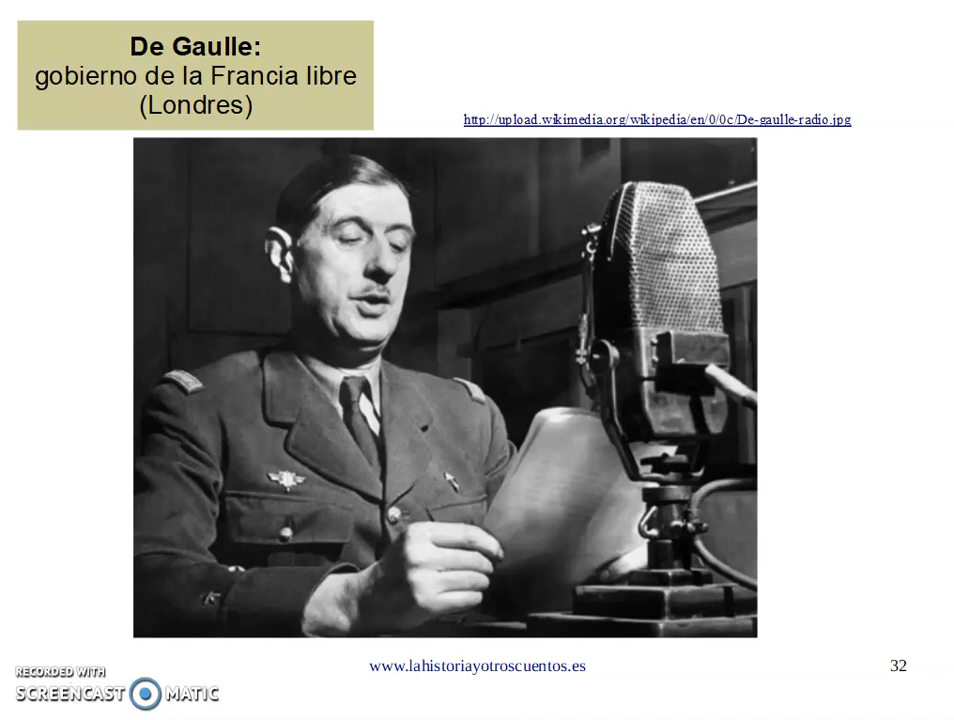 De Gaulle:
gobierno de la Francia libre
(Londres)
http://upload.wikimedia.org/wikipedia/en/0/0c/De-gaulle-radio.jpg
www.lahistoriayotroscuentos.es
32
RECORDED WITH
SCREENCAST MATIC